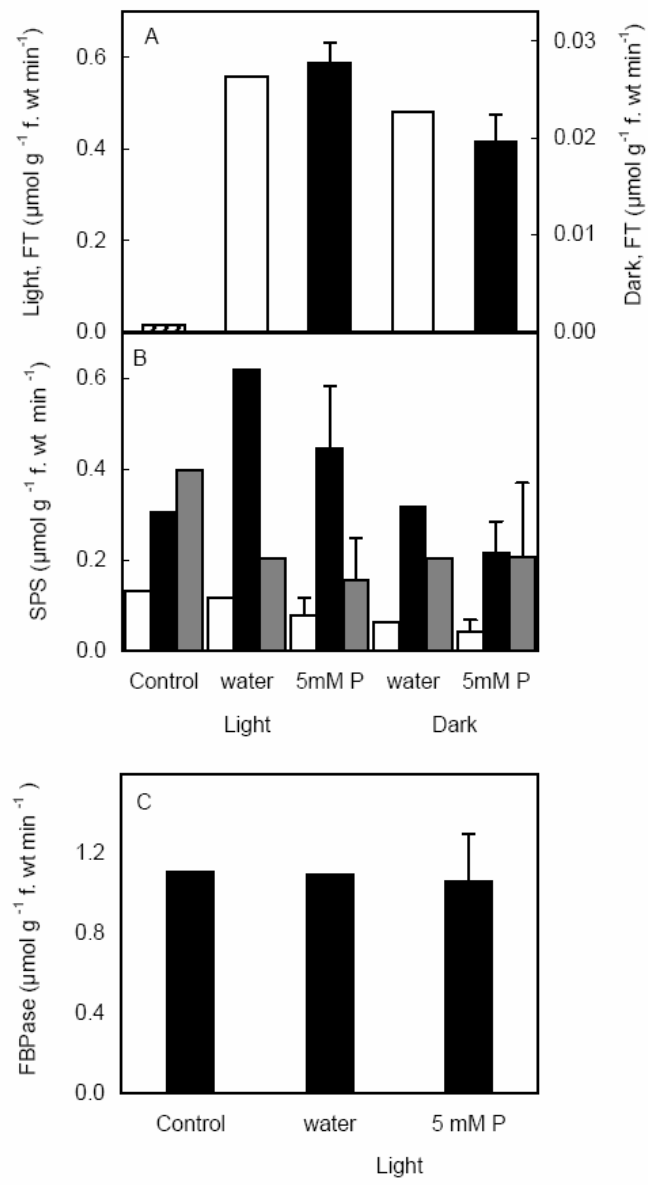 A
Light, FT (μmol g⁻¹ f. wt min⁻¹)
0.6
0.4
0.2
0.0
0.03
0.02
0.01
0.00
Dark, FT (μmol g⁻¹ f. wt min⁻¹)
B
SPS (μmol g⁻¹ f. wt min⁻¹)
0.6
0.4
0.2
0.0
Control water 5mM P water 5mM P
Light Dark
C
FBPase (μmol g⁻¹ f. wt min⁻¹)
1.2
0.8
0.4
0.0
Control water 5 mM P
Light